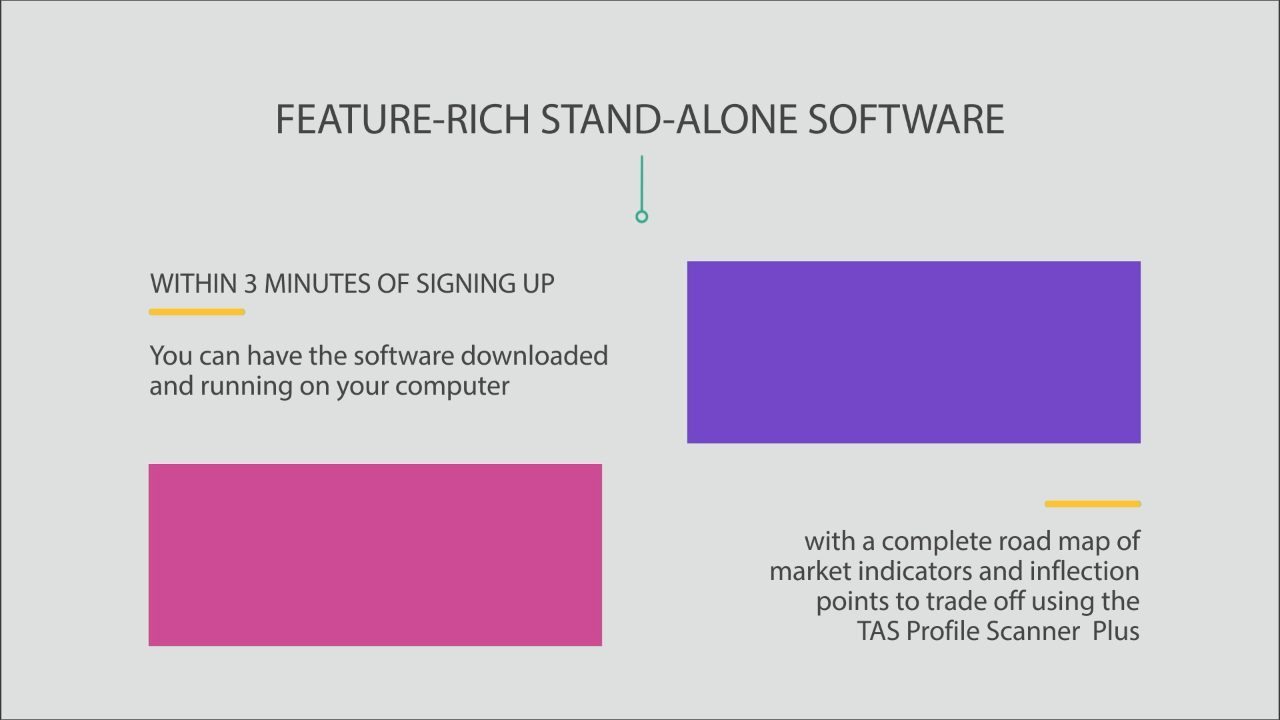 FEATURE-RICH STAND-ALONE SOFTWARE
WITHIN 3 MINUTES OF SIGNING UP
You can have the software downloaded
and running on your computer
with a complete road map of
market indicators and inflection
points to trade off using the
TAS Profile Scanner  Plus